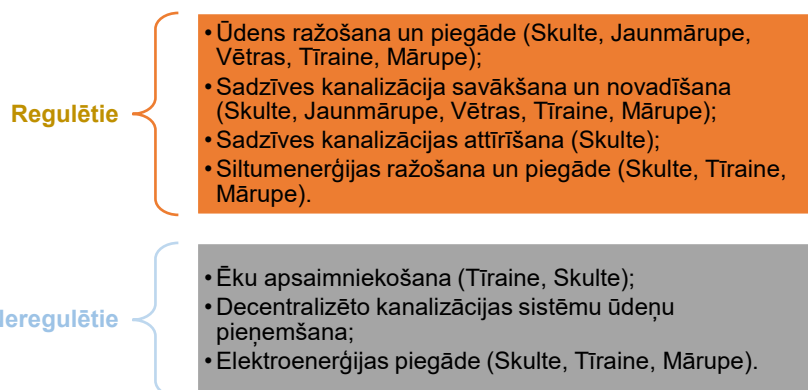 Regulētie
• Ūdens ražošana un piegāde (Skulte, Jaunmārupe,
Vētras, Tīraine, Mārupe);
• Sadzīves kanalizācija savākšana un novadīšana
(Skulte, Jaunmārupe, Vētras, Tīraine, Mārupe);
• Sadzīves kanalizācijas attīrīšana (Skulte);
• Siltumenerģijas ražošana un piegāde (Skulte, Tīraine,
Mārupe).
eregulētie
• Ēku apsaimniekošana (Tīraine, Skulte);
• Decentralizēto kanalizācijas sistēmu ūdeņu
pieņemšana;
• Elektroenerģijas piegāde (Skulte, Tīraine, Mārupe).